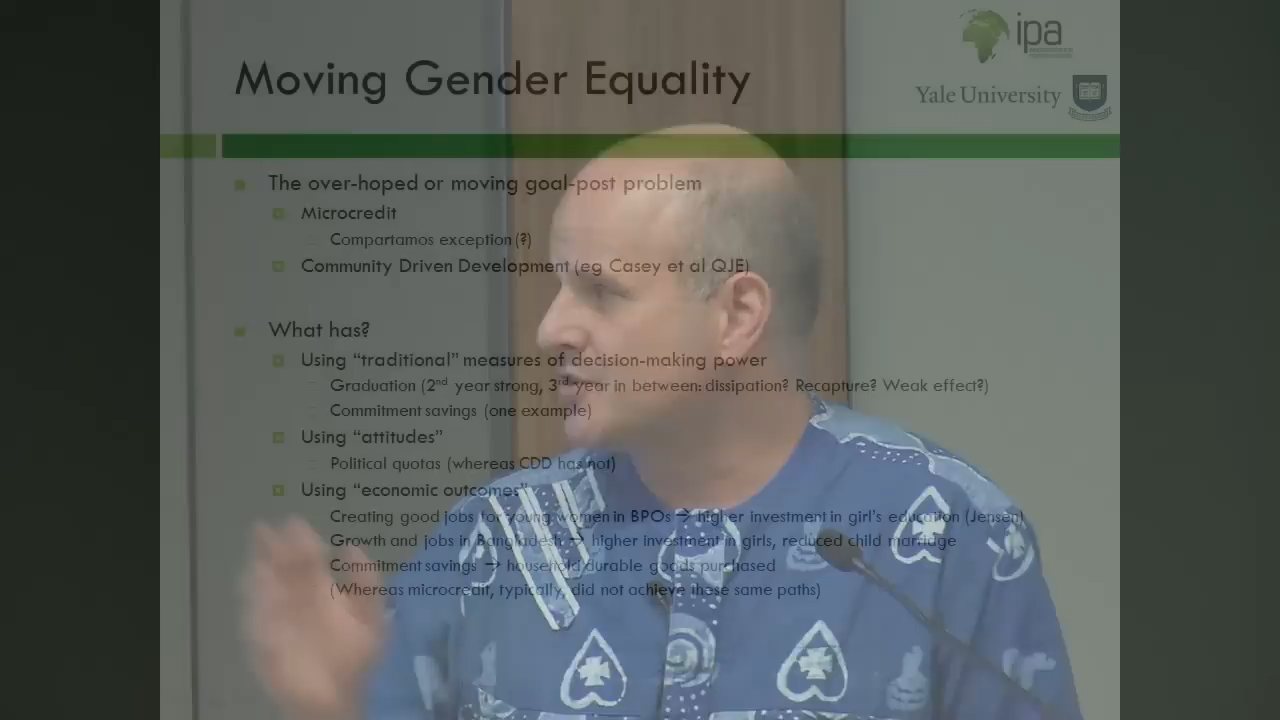 ipa
Moving Gender Equality
Yale University
The over-hoped or moving goal-post problem
Microcredit
Compartamos exception (?)
Community Driven Development (eg Casey et al QJE)
What has?
Using “traditional” measures of decision-making power
Graduation (2nd year strong, 3rd year in between: dissipation? Recapture? Weak effect?)
Commitment savings (one example)
Using “attitudes”
Political quotas (whereas CDD has not)
Using “economic outcomes”
Creating good jobs for young women in BPOs → higher investment in girl’s education (Jensen)
Growth and jobs in Bangladesh → higher investment in girls, reduced child marriage
Commitment savings → household durable goods purchased
(Whereas microcredit, typically, did not achieve these same paths)